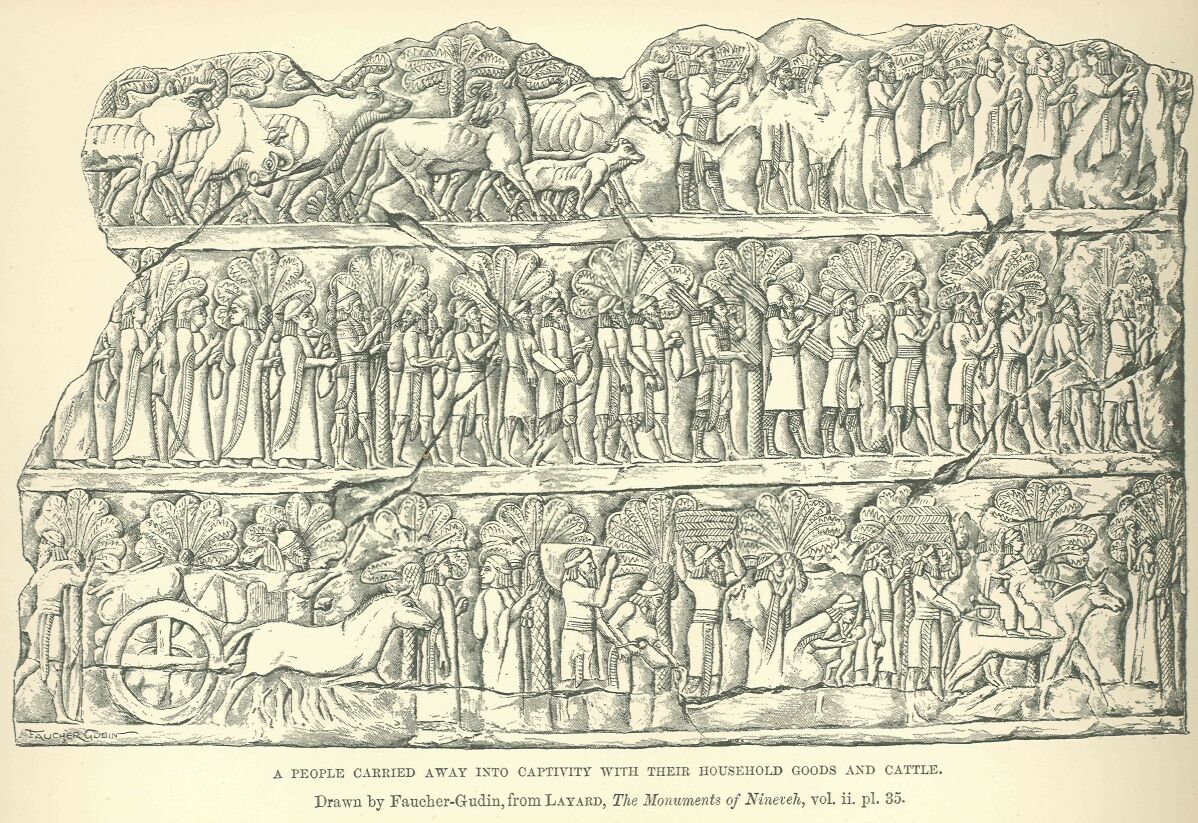 FAUCHER GUDIN
A PEOPLE CARRIED AWAY INTO CAPTIVITY WITH THEIR HOUSEHOLD GOODS AND CATTLE.
Drawn by Faucher-Gudin, from LAYARD, The Monuments of Nineveh, vol. ii. pl. 35.